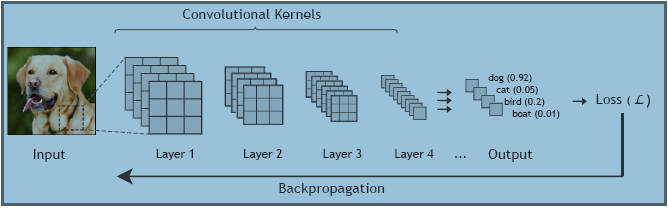 Convolutional Kernels
dog (0.92)
cat (0.05)
bird (0.2)
boat (0.01)
Loss ( ℒ )
Input
Layer 1
Layer 2
Layer 3
Layer 4
...
Output
Backpropagation